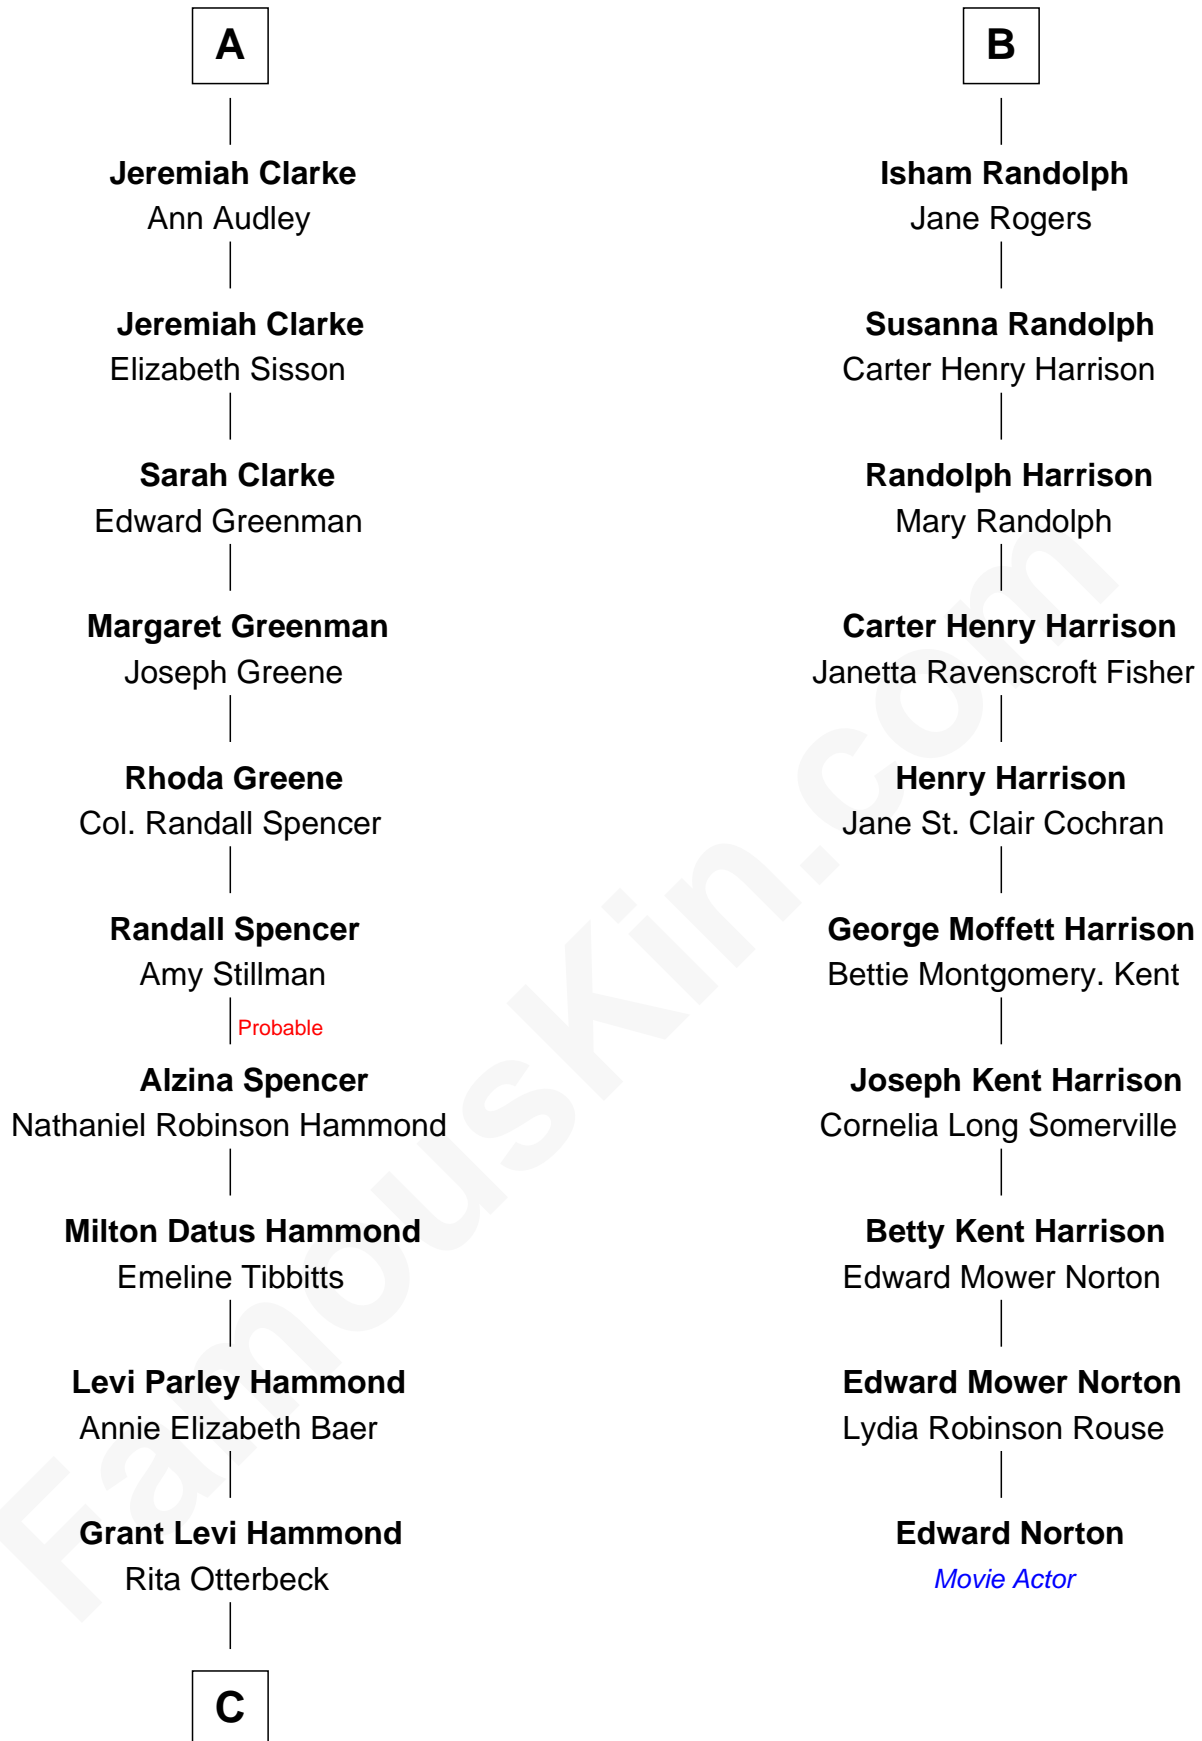 A
Jeremiah Clarke
Ann Audley
Jeremiah Clarke
Elizabeth Sisson
Sarah Clarke
Edward Greenman
Margaret Greenman
Joseph Greene
Rhoda Greene
Col. Randall Spencer
Randall Spencer
Amy Stillman
Probable
Alzina Spencer
Nathaniel Robinson Hammond
Milton Datus Hammond
Emeline Tibbitts
Levi Parley Hammond
Annie Elizabeth Baer
Grant Levi Hammond
Rita Otterbeck
C
B
Isham Randolph
Jane Rogers
Susanna Randolph
Carter Henry Harrison
Randolph Harrison
Mary Randolph
Carter Henry Harrison
Janetta Ravenscroft Fisher
Henry Harrison
Jane St. Clair Cochran
George Moffett Harrison
Bettie Montgomery. Kent
Joseph Kent Harrison
Cornelia Long Somerville
Betty Kent Harrison
Edward Mower Norton
Edward Mower Norton
Lydia Robinson Rouse
Edward Norton
Movie Actor
FamousKin.com